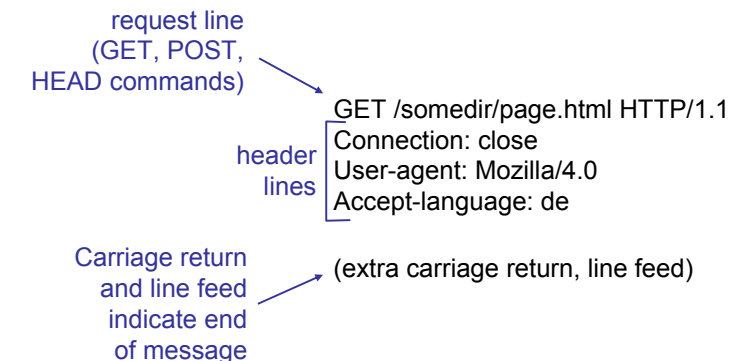 request line
(GET, POST,
HEAD commands)
GET /somedir/page.html HTTP/1.1
Connection: close
User-agent: Mozilla/4.0
Accept-language: de
header
lines
Carriage return
and line feed
indicate end
of message
(extra carriage return, line feed)